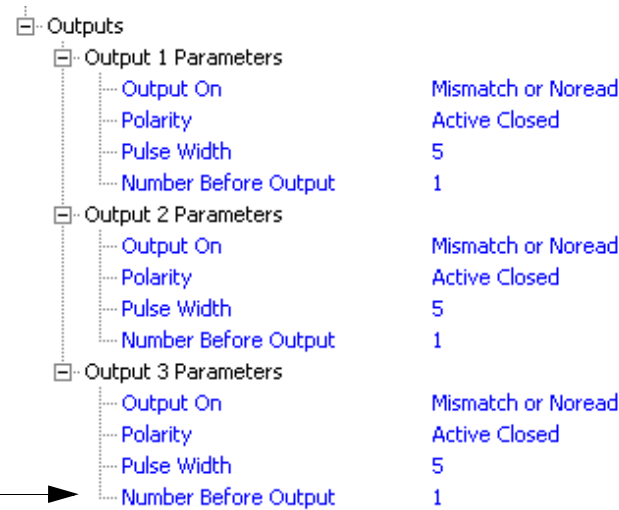 Outputs
Output 1 Parameters
Output On Mismatch or Noread
Polarity Active Closed
Pulse Width 5
Number Before Output 1
Output 2 Parameters
Output On Mismatch or Noread
Polarity Active Closed
Pulse Width 5
Number Before Output 1
Output 3 Parameters
Output On Mismatch or Noread
Polarity Active Closed
Pulse Width 5
Number Before Output 1